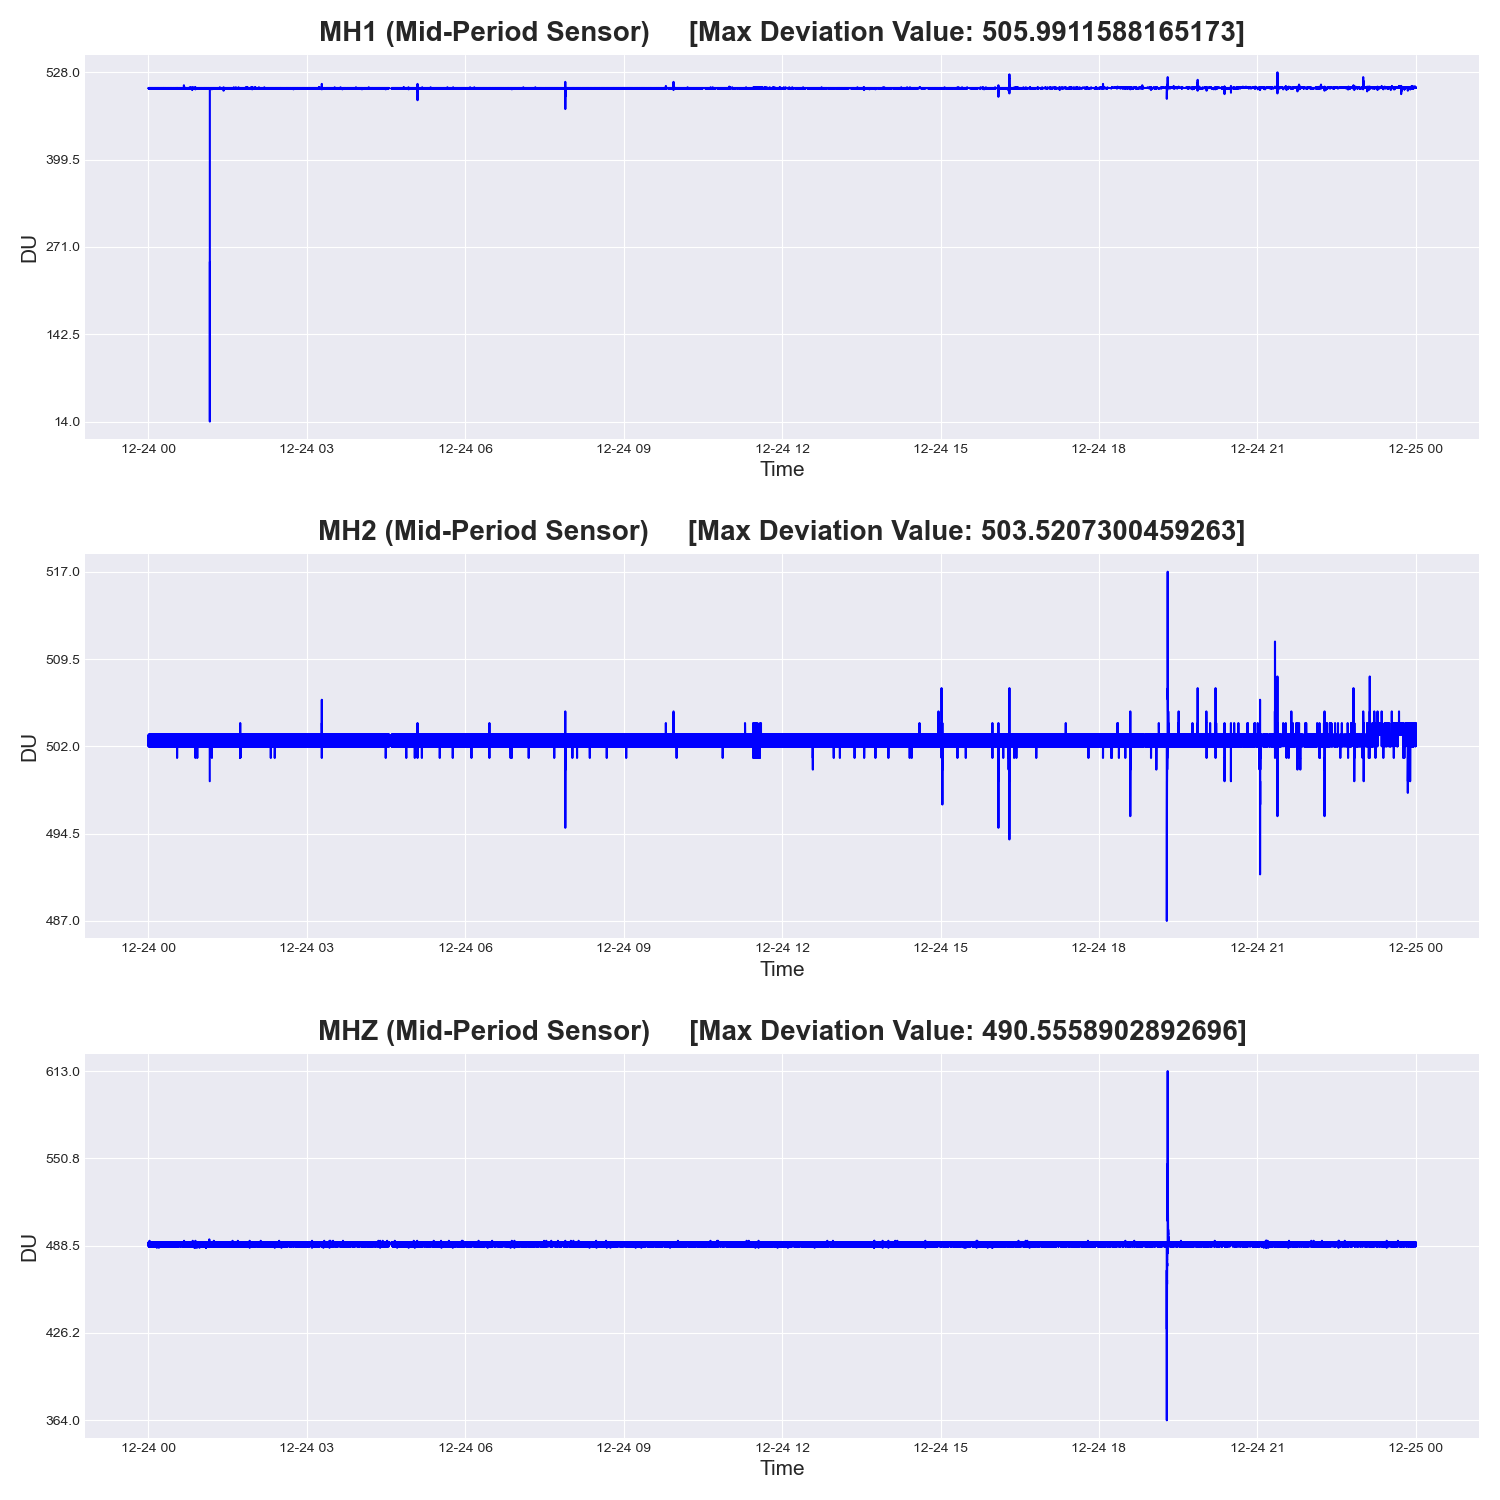 MH1 (Mid-Period Sensor) [Max Deviation Value: 505.9911588165173]
528.0
399.5
271.0
142.5
14.0
DU
12-24 00 12-24 03 12-24 06 12-24 09 12-24 12 12-24 15 12-24 18 12-24 21 12-25 00
Time
MH2 (Mid-Period Sensor) [Max Deviation Value: 503.5207300459263]
517.0
509.5
502.0
494.5
487.0
DU
12-24 00 12-24 03 12-24 06 12-24 09 12-24 12 12-24 15 12-24 18 12-24 21 12-25 00
Time
MHZ (Mid-Period Sensor) [Max Deviation Value: 490.5558902892696]
613.0
550.8
488.5
426.2
364.0
DU
12-24 00 12-24 03 12-24 06 12-24 09 12-24 12 12-24 15 12-24 18 12-24 21 12-25 00
Time